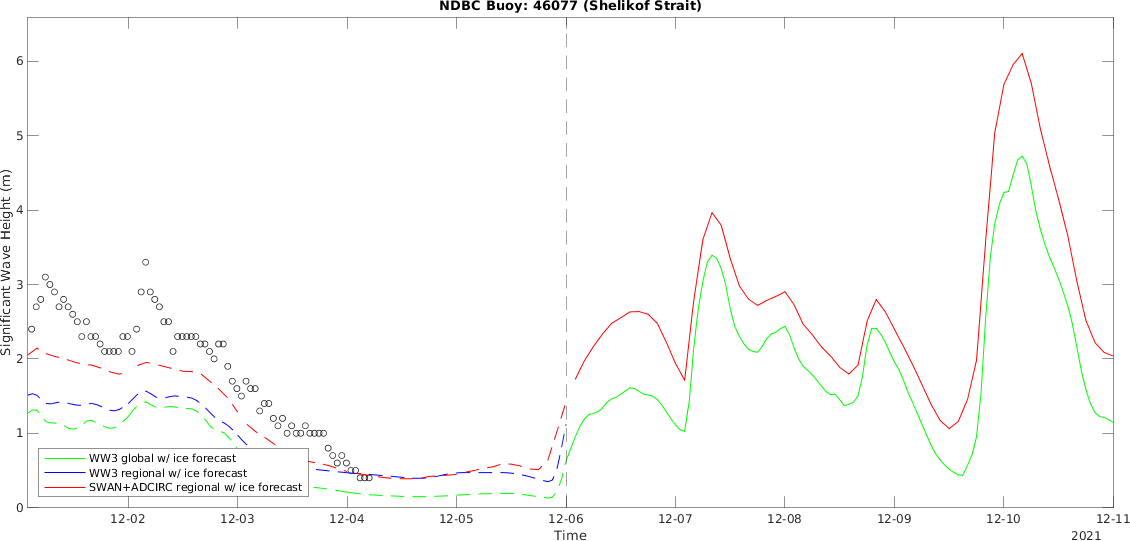 NDBC Buoy: 46077 (Shelikof Strait)
Significant Wave Height (m)
6
5
4
3
2
1
0
WW3 global w/ ice forecast
WW3 regional w/ ice forecast
SWAN+ADCIRC regional w/ ice forecast
12-02 12-03 12-04 12-05 12-06 12-07 12-08 12-09 12-10 12-11
Time
2021